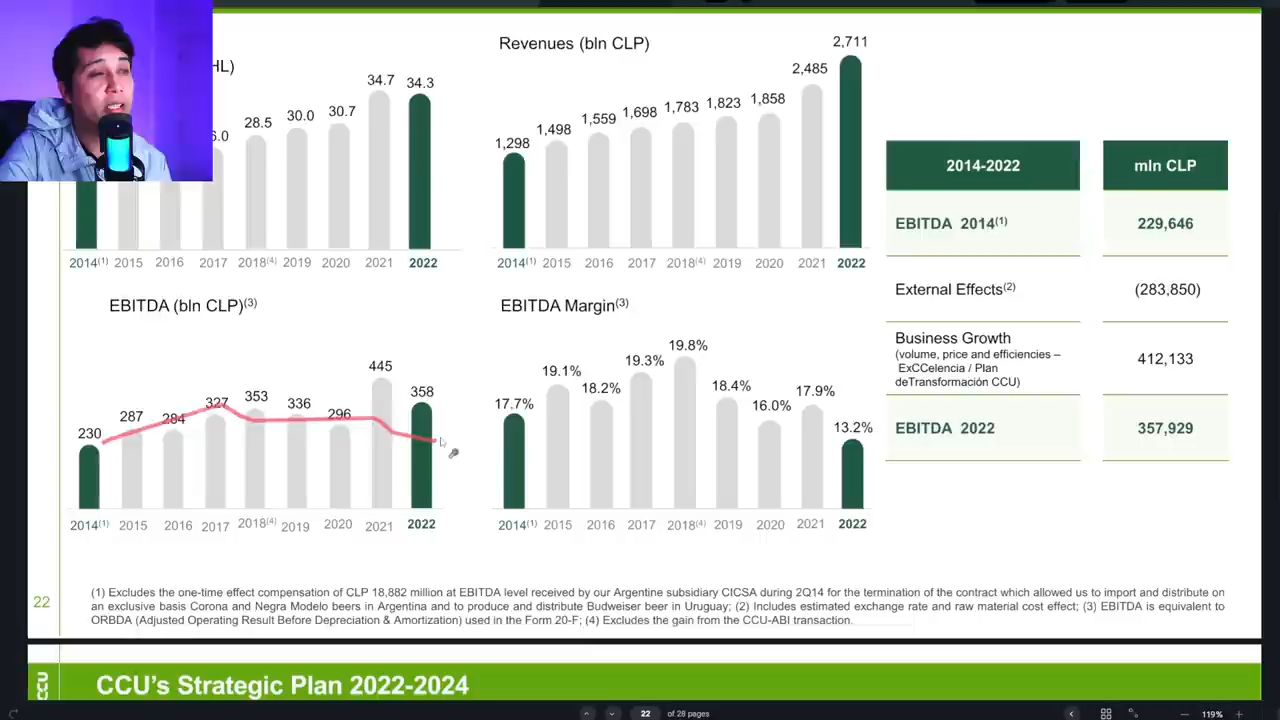 HL)
6.0
28.5
30.0
30.7
34.7
34.3
2014(1) 2015 2016 2017 2018(4) 2019 2020 2021 2022
Revenues (bln CLP)
1,298
1,498
1,559
1,698
1,783
1,823
1,858
2,485
2,711
2014(1) 2015 2016 2017 2018(4) 2019 2020 2021 2022
EBITDA (bln CLP)(3)
230
287
284
327
353
336
296
445
358
2014(1) 2015 2016 2017 2018(4) 2019 2020 2021 2022
EBITDA Margin(3)
17.7%
19.1%
18.2%
19.3%
19.8%
18.4%
16.0%
17.9%
13.2%
2014(1) 2015 2016 2017 2018(4) 2019 2020 2021 2022
2014-2022 mln CLP
EBITDA 2014(1) 229,646
External Effects(2) (283,850)
Business Growth
(volume, price and efficiencies –
ExCCelencia / Plan
deTransformación CCU)
412,133
EBITDA 2022 357,929
22
(1) Excludes the one-time effect compensation of CLP 18,882 million at EBITDA level received by our Argentine subsidiary CICSA during 2Q14 for the termination of the contract which allowed us to import and distribute on
an exclusive basis Corona and Negra Modelo beers in Argentina and to produce and distribute Budweiser beer in Uruguay; (2) Includes estimated exchange rate and raw material cost effect; (3) EBITDA is equivalent to
ORBDA (Adjusted Operating Result Before Depreciation & Amortization) used in the Form 20-F; (4) Excludes the gain from the CCU-ABI transaction.
CCU
CCU's Strategic Plan 2022-2024
22 of 28 pages
119%